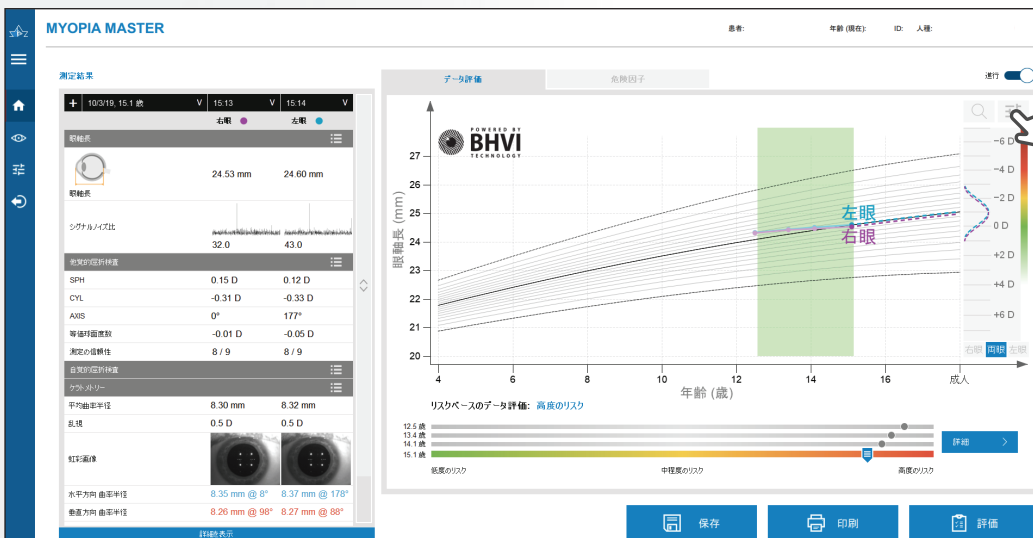 MYOPIA MASTER
患者:
年齢 (現在):
ID:
人種:
測定結果
データ評価
危険因子
進行
+ 10/3/19, 15.1 歳 V 15:13 V 15:14 V
右眼 左眼
眼軸長
24.53 mm 24.60 mm
眼軸長
シグナルノイズ比
32.0 43.0
他覚的屈折検査
SPH 0.15 D 0.12 D
CYL -0.31 D -0.33 D
AXIS 0° 177°
等価球面度数 -0.01 D -0.05 D
測定の信頼性 8 / 9 8 / 9
自覚的屈折検査
ケラトメトリー
平均曲率半径 8.30 mm 8.32 mm
乱視 0.5 D 0.5 D
虹彩画像
水平方向 曲率半径 8.35 mm @ 8° 8.37 mm @ 178°
垂直方向 曲率半径 8.26 mm @ 98° 8.27 mm @ 88°
詳細を表示
POWERED BY
BHVI
TECHNOLOGY
眼軸長 (mm)
27
26
25
24
23
22
21
20
左眼
右眼
4 6 8 10 12 14 16 成人
年齢 (歳)
-6 D
-4 D
-2 D
0 D
+2 D
+4 D
+6 D
右眼 両眼 左眼
リスクベースのデータ評価: 高度のリスク
12.5 歳
13.4 歳
14.1 歳
15.1 歳
低度のリスク 中程度のリスク 高度のリスク
詳細 >
保存
印刷
評価